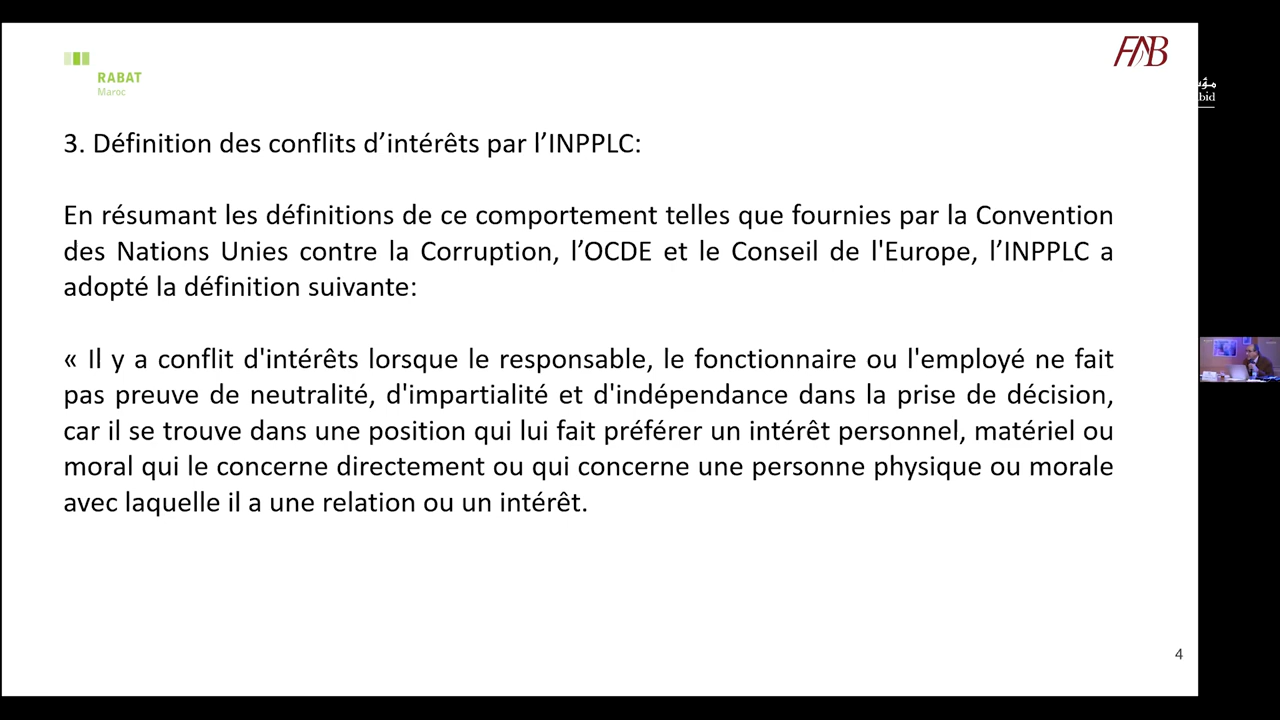 RABAT
Maroc
FAB
3. Définition des conflits d’intérêts par l’INPPLC:
En résumant les définitions de ce comportement telles que fournies par la Convention
des Nations Unies contre la Corruption, l’OCDE et le Conseil de l'Europe, l’INPPLC a
adopté la définition suivante:
« Il y a conflit d'intérêts lorsque le responsable, le fonctionnaire ou l'employé ne fait
pas preuve de neutralité, d'impartialité et d'indépendance dans la prise de décision,
car il se trouve dans une position qui lui fait préférer un intérêt personnel, matériel ou
moral qui le concerne directement ou qui concerne une personne physique ou morale
avec laquelle il a une relation ou un intérêt.
4